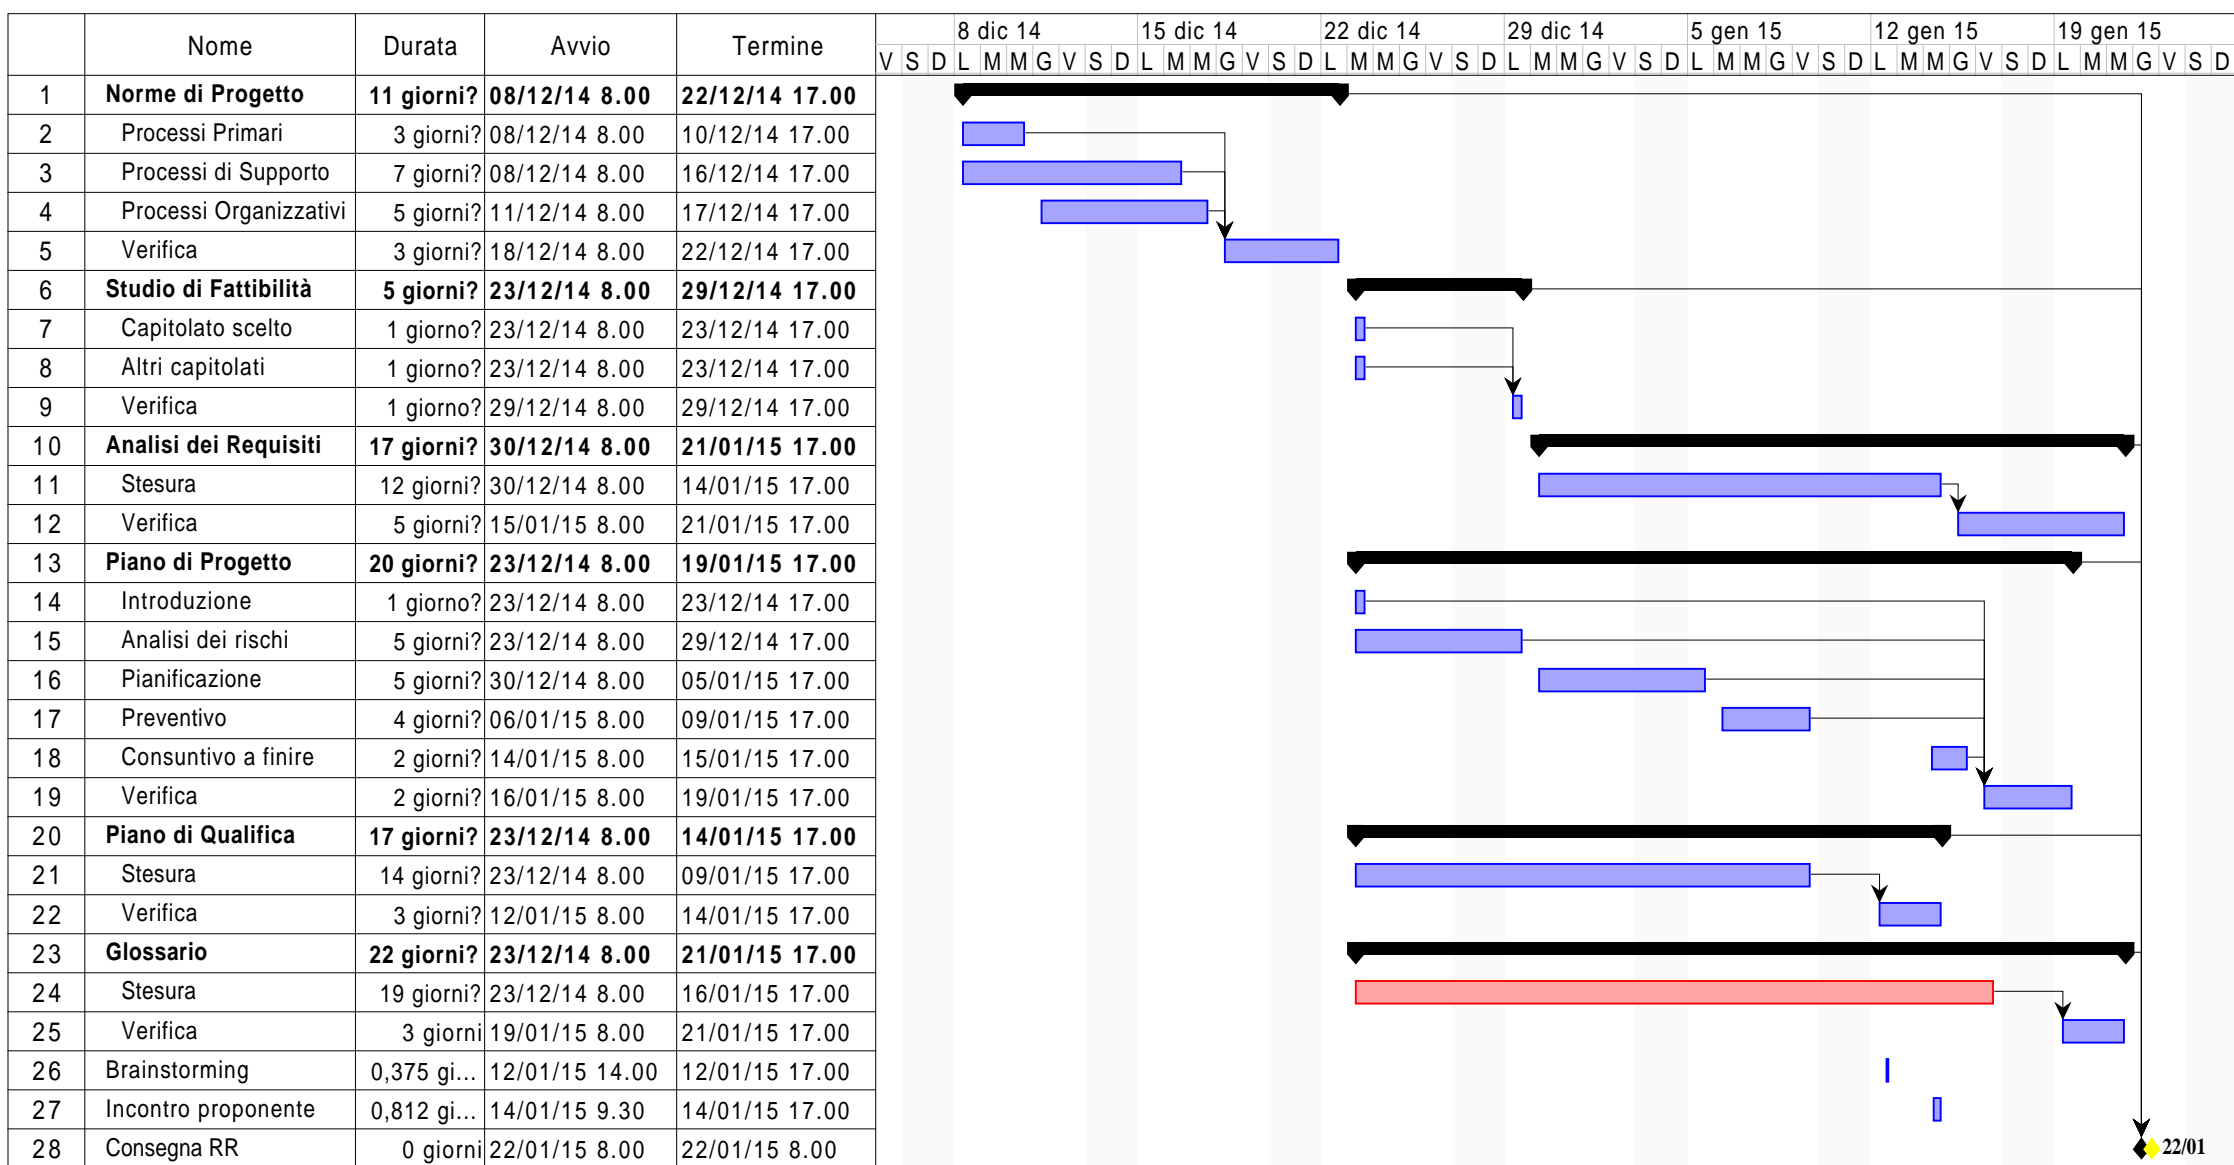 8 dic 14 15 dic 14 22 dic 14 29 dic 14 5 gen 15 12 gen 15 19 gen 15
Nome Durata Avvio Termine V S D L M M G V S D L M M G V S D L M M G V S D L M M G V S D L M M G V S D L M M G V S D L M M G V S D
1 Norme di Progetto 11 giorni? 08/12/14 8.00 22/12/14 17.00
2 Processi Primari 3 giorni? 08/12/14 8.00 10/12/14 17.00
3 Processi di Supporto 7 giorni? 08/12/14 8.00 16/12/14 17.00
4 Processi Organizzativi 5 giorni? 11/12/14 8.00 17/12/14 17.00
5 Verifica 3 giorni? 18/12/14 8.00 22/12/14 17.00
6 Studio di Fattibilità 5 giorni? 23/12/14 8.00 29/12/14 17.00
7 Capitolato scelto 1 giorno? 23/12/14 8.00 23/12/14 17.00
8 Altri capitolati 1 giorno? 23/12/14 8.00 23/12/14 17.00
9 Verifica 1 giorno? 29/12/14 8.00 29/12/14 17.00
10 Analisi dei Requisiti 17 giorni? 30/12/14 8.00 21/01/15 17.00
11 Stesura 12 giorni? 30/12/14 8.00 14/01/15 17.00
12 Verifica 5 giorni? 15/01/15 8.00 21/01/15 17.00
13 Piano di Progetto 20 giorni? 23/12/14 8.00 19/01/15 17.00
14 Introduzione 1 giorno? 23/12/14 8.00 23/12/14 17.00
15 Analisi dei rischi 5 giorni? 23/12/14 8.00 29/12/14 17.00
16 Pianificazione 5 giorni? 30/12/14 8.00 05/01/15 17.00
17 Preventivo 4 giorni? 06/01/15 8.00 09/01/15 17.00
18 Consuntivo a finire 2 giorni? 14/01/15 8.00 15/01/15 17.00
19 Verifica 2 giorni? 16/01/15 8.00 19/01/15 17.00
20 Piano di Qualifica 17 giorni? 23/12/14 8.00 14/01/15 17.00
21 Stesura 14 giorni? 23/12/14 8.00 09/01/15 17.00
22 Verifica 3 giorni? 12/01/15 8.00 14/01/15 17.00
23 Glossario 22 giorni? 23/12/14 8.00 21/01/15 17.00
24 Stesura 19 giorni? 23/12/14 8.00 16/01/15 17.00
25 Verifica 3 giorni 19/01/15 8.00 21/01/15 17.00
26 Brainstorming 0,375 gi... 12/01/15 14.00 12/01/15 17.00
27 Incontro proponente 0,812 gi... 14/01/15 9.30 14/01/15 17.00
28 Consegna RR 0 giorni 22/01/15 8.00 22/01/15 8.00 22/01